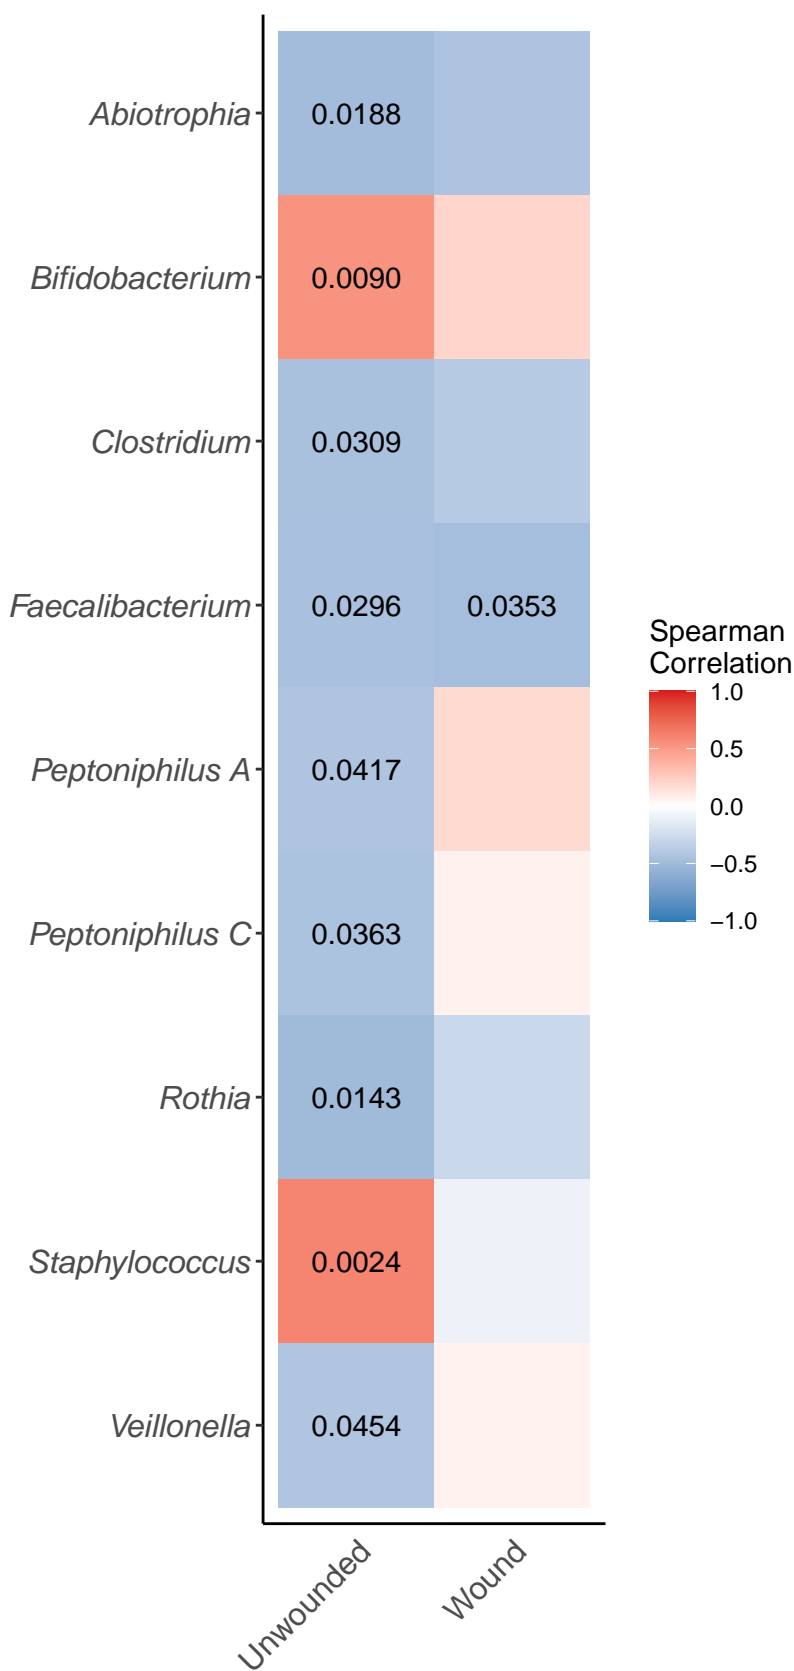 Abiotrophia 0.0188
Bifidobacterium 0.0090
Clostridium 0.0309
Faecalibacterium 0.0296 0.0353
Peptoniphilus A 0.0417
Peptoniphilus C 0.0363
Rothia 0.0143
Staphylococcus 0.0024
Veillonella 0.0454
Unwounded Wound
Spearman
Correlation
1.0
0.5
0.0
−0.5
−1.0